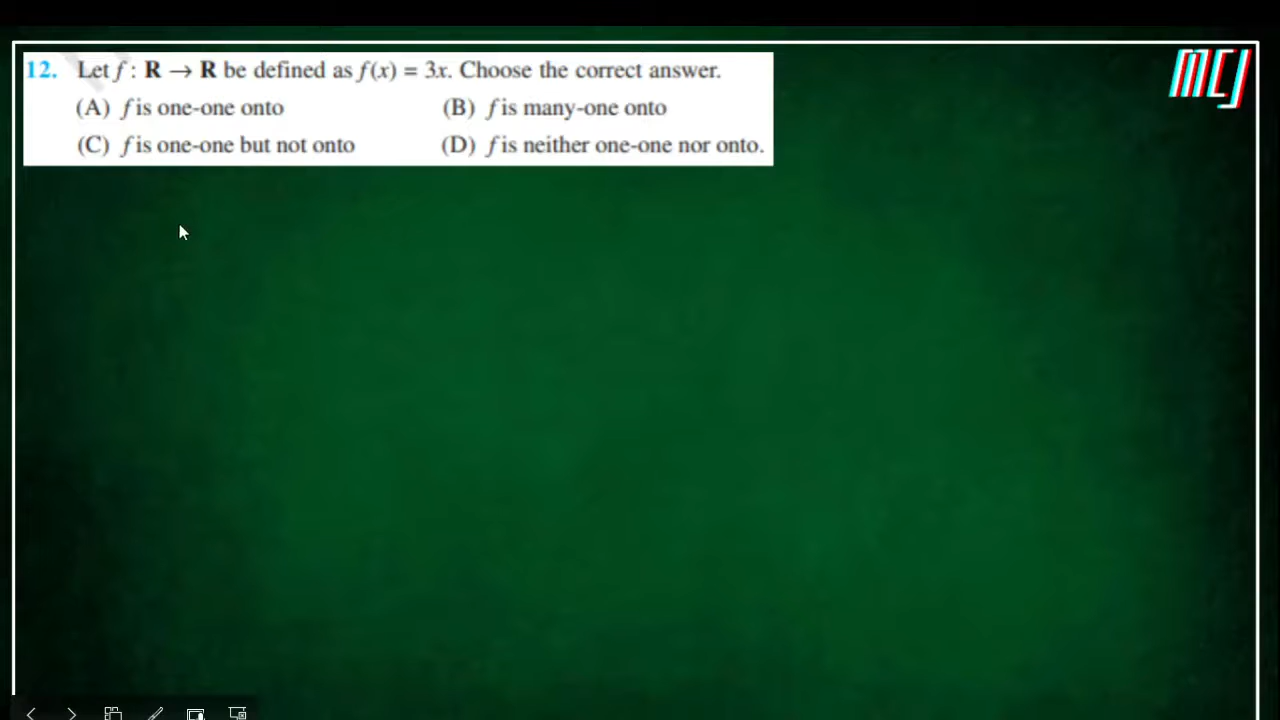 MCJ
12. Let f : R → R be defined as f(x) = 3x. Choose the correct answer.
(A) f is one-one onto (B) f is many-one onto
(C) f is one-one but not onto (D) f is neither one-one nor onto.